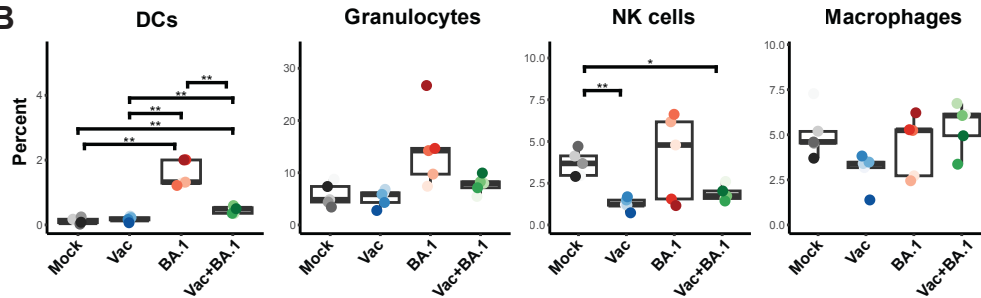 B
DCs
Granulocytes
NK cells
Macrophages
Percent
4
2
0
**
**
**
**
**
30
20
10
0
10.0
7.5
5.0
2.5
0.0
*
**
10.0
7.5
5.0
2.5
0.0
Mock
Vac
BA.1
Vac+BA.1
Mock
Vac
BA.1
Vac+BA.1
Mock
Vac
BA.1
Vac+BA.1
Mock
Vac
BA.1
Vac+BA.1